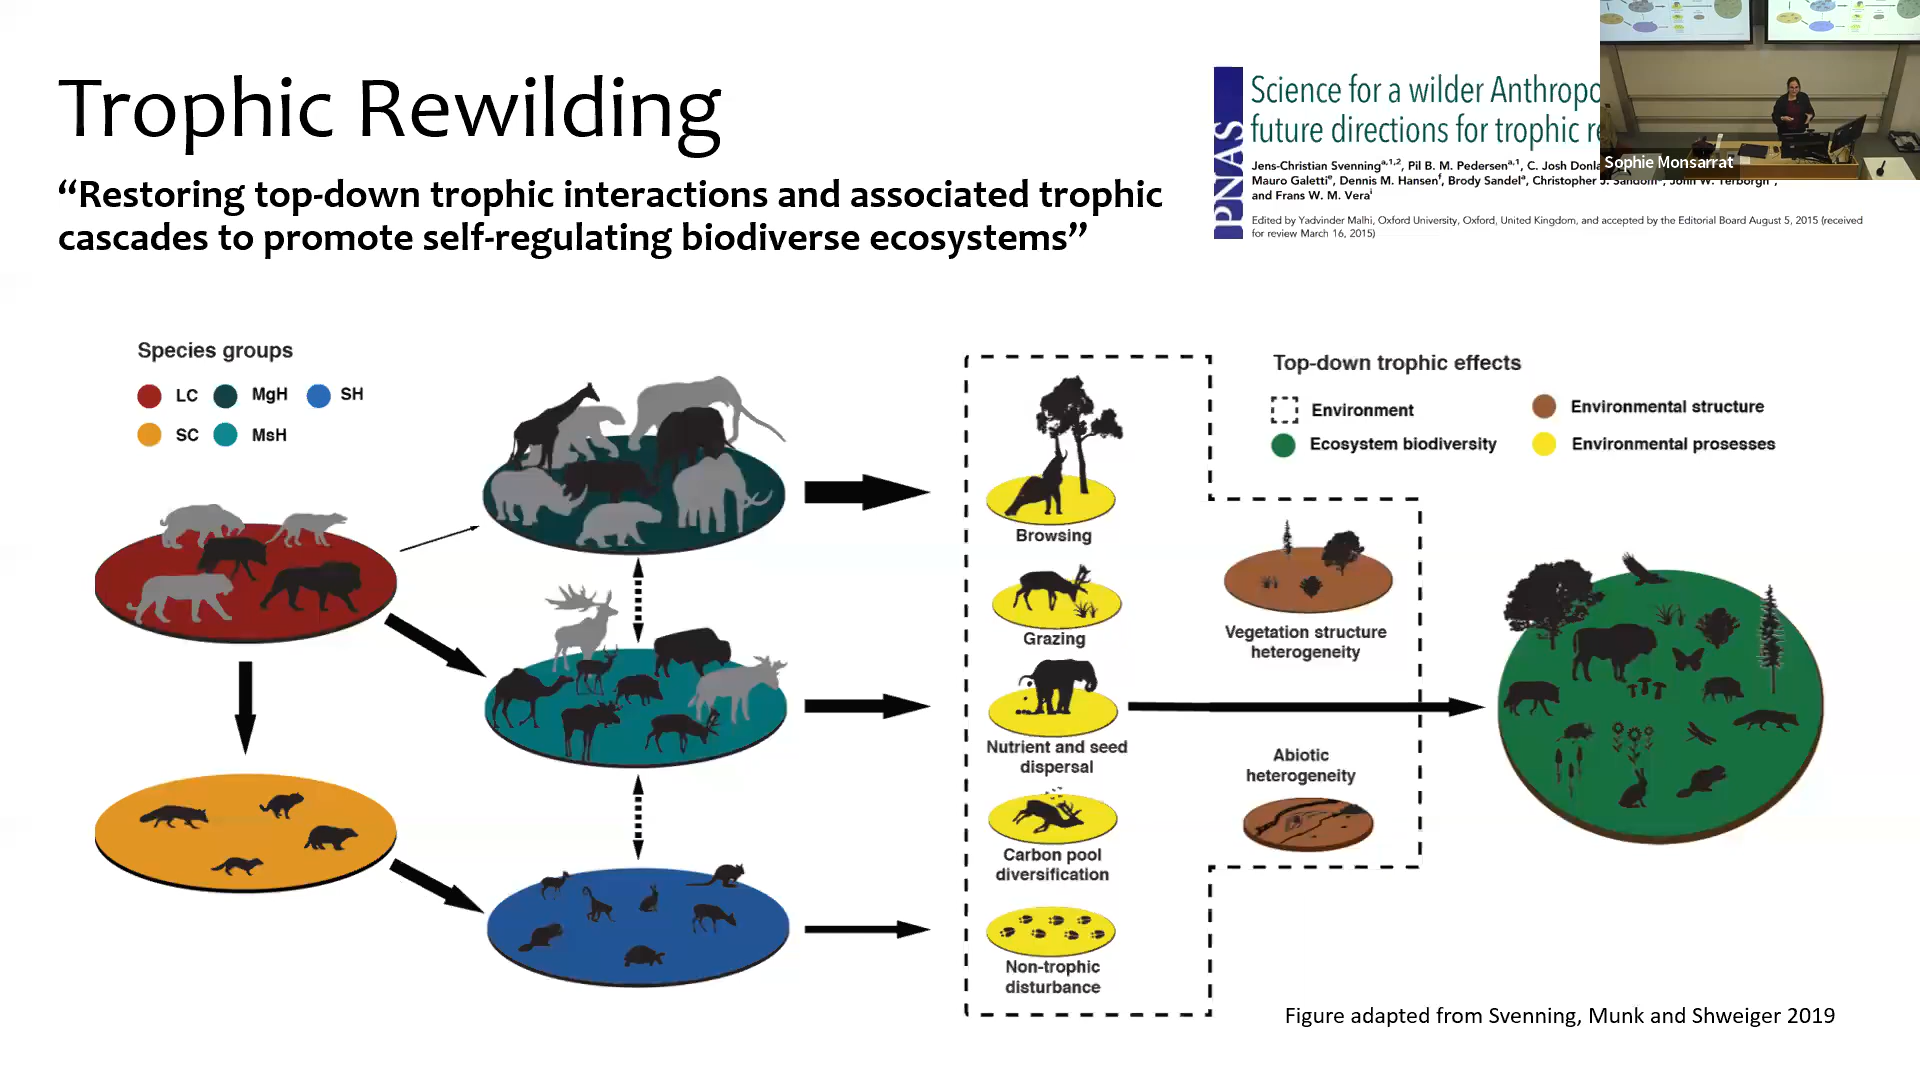 Trophic Rewilding
“Restoring top-down trophic interactions and associated trophic
cascades to promote self-regulating biodiverse ecosystems”
PNAS
Science for a wilder
future directions for trophic
Jens-Christian Svenning a,1,2, Pil B. M. Pedersen a,1, C. Josh
Mauro Galetti e, Dennis M. Hansen f, Brody Sandel a, Christopher J. Sandom a, John W. Terborgh
and Frans W. M. Vera i
Edited by Yadvinder Malhi, Oxford University, Oxford, United Kingdom, and accepted by the Editorial Board August 5, 2015 (received
for review March 16, 2015)
Sophie Monsarrat
Species groups
LC MgH SH
SC MsH
Top-down trophic effects
Environment Environmental structure
Ecosystem biodiversity Environmental prosesses
Browsing
Grazing
Nutrient and seed
dispersal
Carbon pool
diversification
Non-trophic
disturbance
Vegetation structure
heterogeneity
Abiotic
heterogeneity
Figure adapted from Svenning, Munk and Shweiger 2019